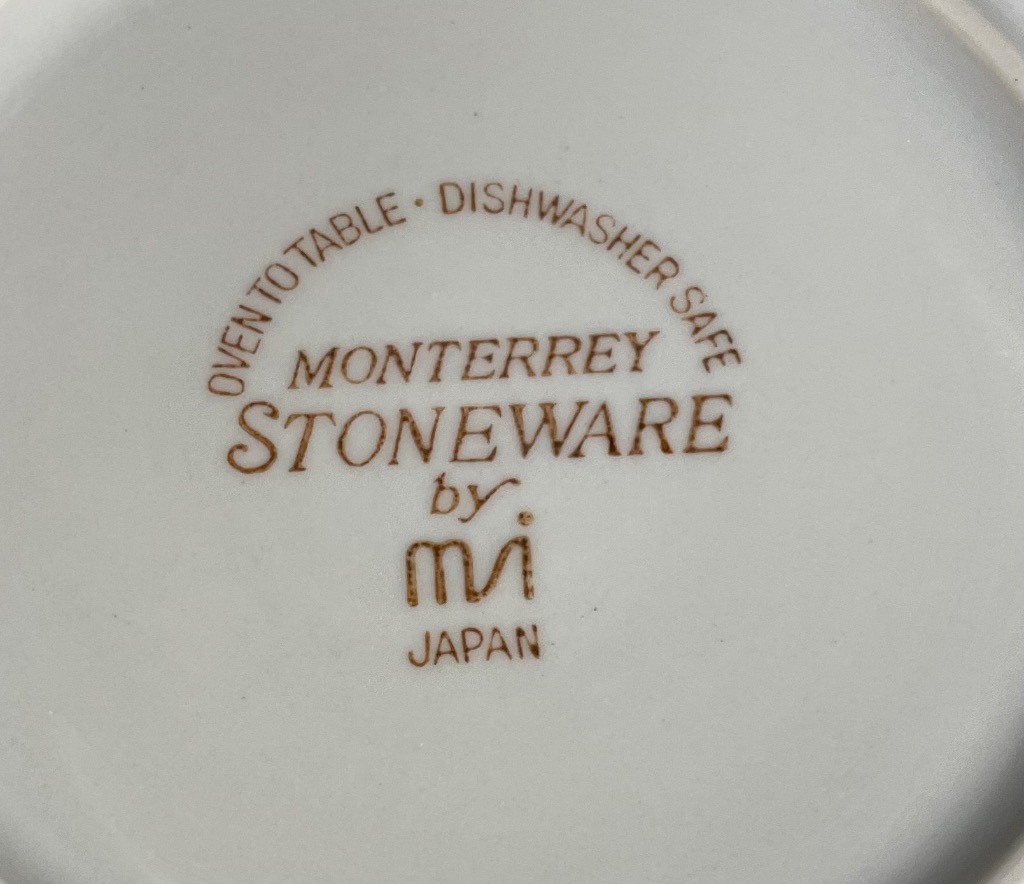 OVEN TO TABLE · DISHWASHER SAFE
MONTERREY
STONEWARE
by
mi
JAPAN